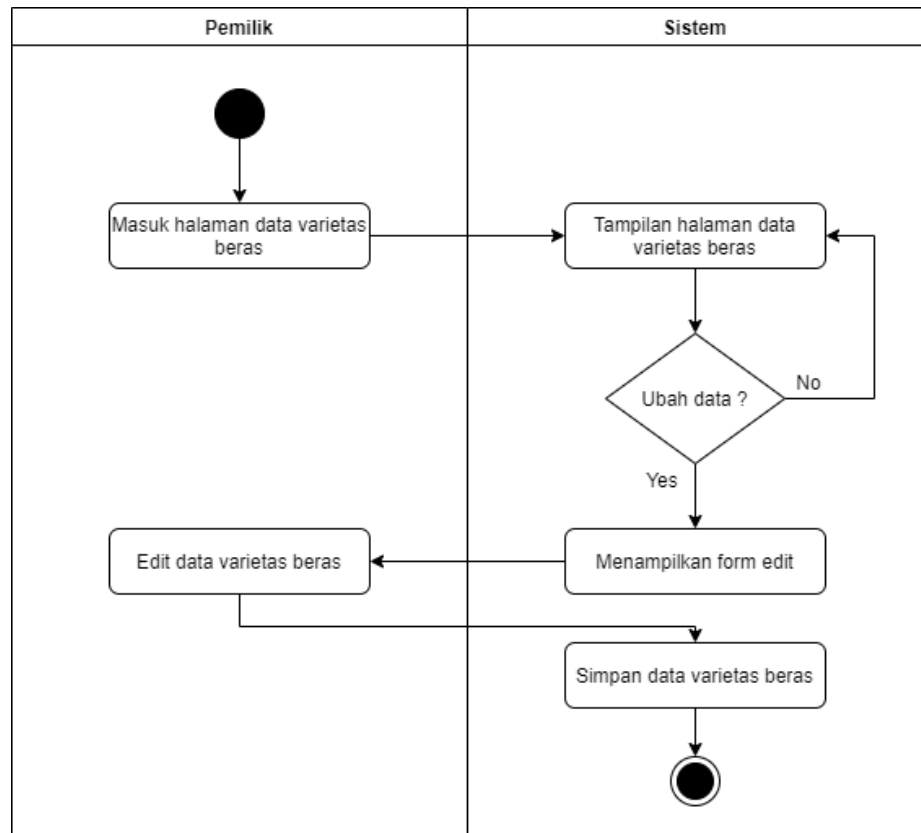 Pemilik
Sistem
Masuk halaman data varietas
beras
Tampilan halaman data
varietas beras
Ubah data ?
No
Yes
Edit data varietas beras
Menampilkan form edit
Simpan data varietas beras